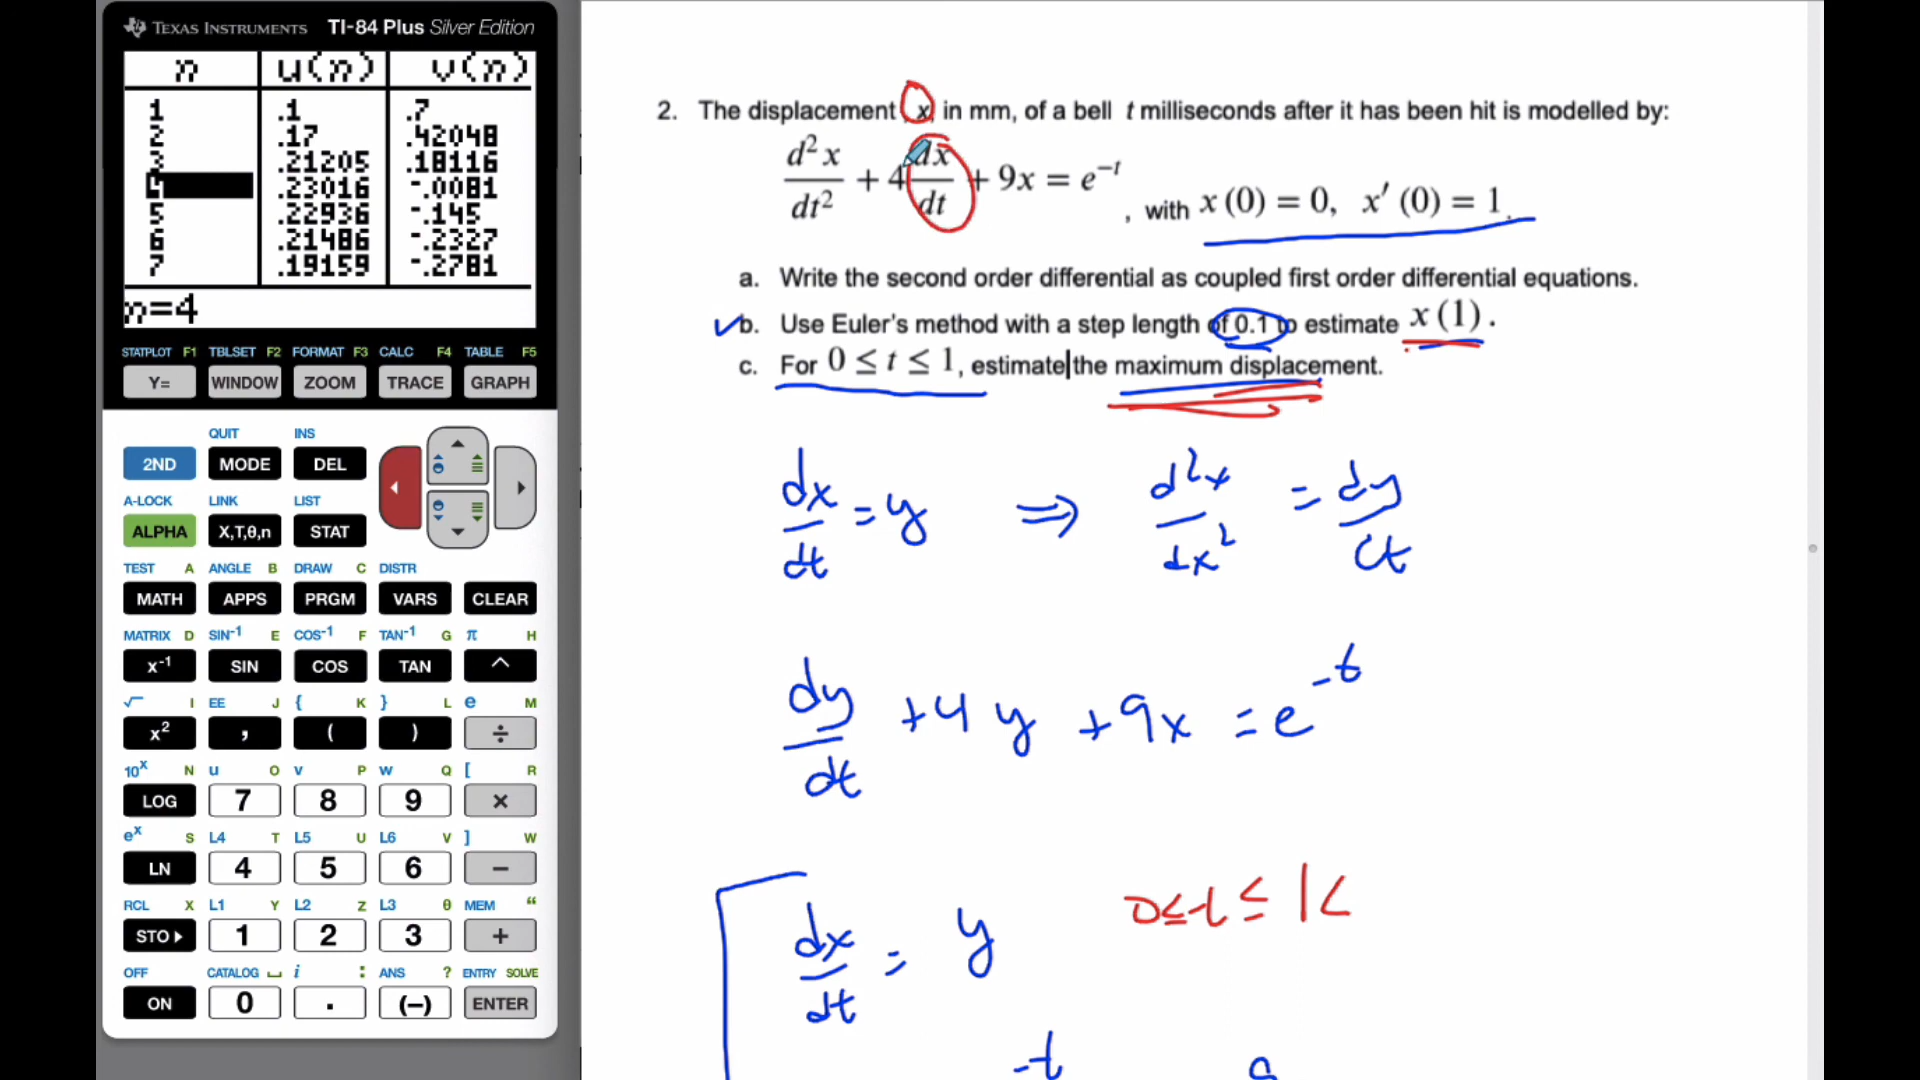 TEXAS INSTRUMENTS TI-84 Plus Silver Edition
n u(n) v(n)
1 .1 .7
2 .17 .42048
3 .21205 .18116
4 .23016 -.0081
5 .22936 -.145
6 .21486 -.2327
7 .19159 -.2781
n=4
STATPLOT F1 TBLSET F2 FORMAT F3 CALC F4 TABLE F5
Y= WINDOW ZOOM TRACE GRAPH
QUIT INS
2ND MODE DEL
A-LOCK LINK LIST
ALPHA X,T,θ,n STAT
TEST A ANGLE B DRAW C DISTR
MATH APPS PRGM VARS CLEAR
MATRIX D SIN⁻¹ E COS⁻¹ F TAN⁻¹ G π H
x⁻¹ SIN COS TAN ^
√ I EE J { K } L e M
x² , ( ) ÷
10ˣ N u O v P w Q [ R
LOG 7 8 9 ×
eˣ S L4 T L5 U L6 V ] W
LN 4 5 6 −
RCL X L1 Y L2 Z L3 θ MEM “
STO▸ 1 2 3 +
OFF CATALOG ⎵ i : ANS ? ENTRY SOLVE
ON 0 . (−) ENTER
2. The displacement x in mm, of a bell t milliseconds after it has been hit is modelled by:
d²x/dt² + 4dx/dt + 9x = e⁻ᵗ, with x(0) = 0, x′(0) = 1.
a. Write the second order differential as coupled first order differential equations.
b. Use Euler's method with a step length of 0.1 to estimate x(1).
c. For 0 ≤ t ≤ 1, estimate the maximum displacement.
dx/dt = y ⇒ d²x/dx² = dy/dt
dy/dt + 4y + 9x = e⁻ᵗ
0≤t≤1<
dx/dt = y
-t